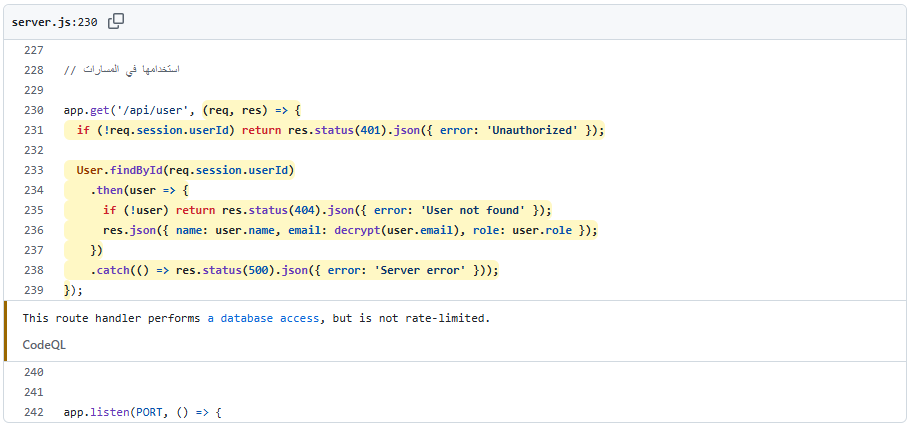 server.js:230
227
228 // استخدامها في المسارات
229
230 app.get('/api/user', (req, res) => {
231 if (!req.session.userId) return res.status(401).json({ error: 'Unauthorized' });
232
233 User.findById(req.session.userId)
234 .then(user => {
235 if (!user) return res.status(404).json({ error: 'User not found' });
236 res.json({ name: user.name, email: decrypt(user.email), role: user.role });
237 })
238 .catch(() => res.status(500).json({ error: 'Server error' }));
239 });
This route handler performs a database access, but is not rate-limited.
CodeQL
240
241
242 app.listen(PORT, () => {